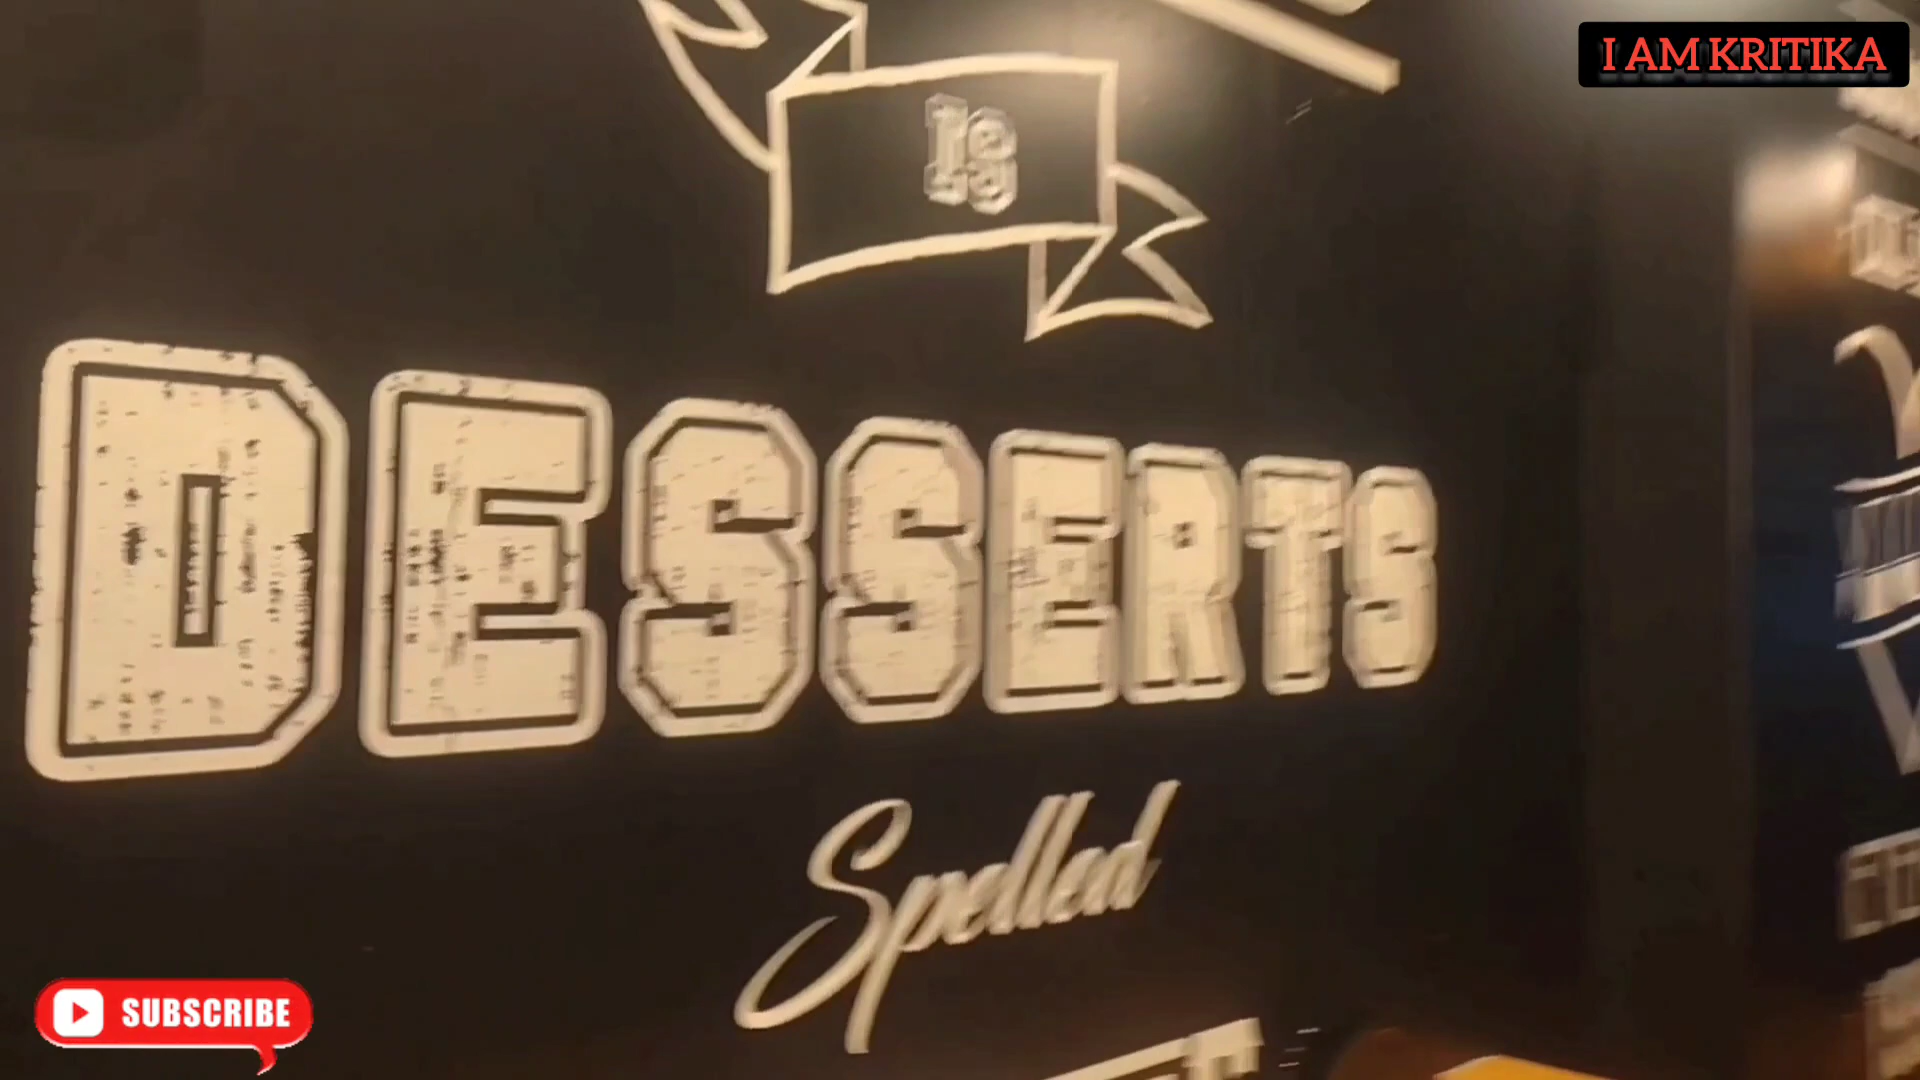 I AM KRITIKA
IS
DESSERTS
Spelled
SUBSCRIBE